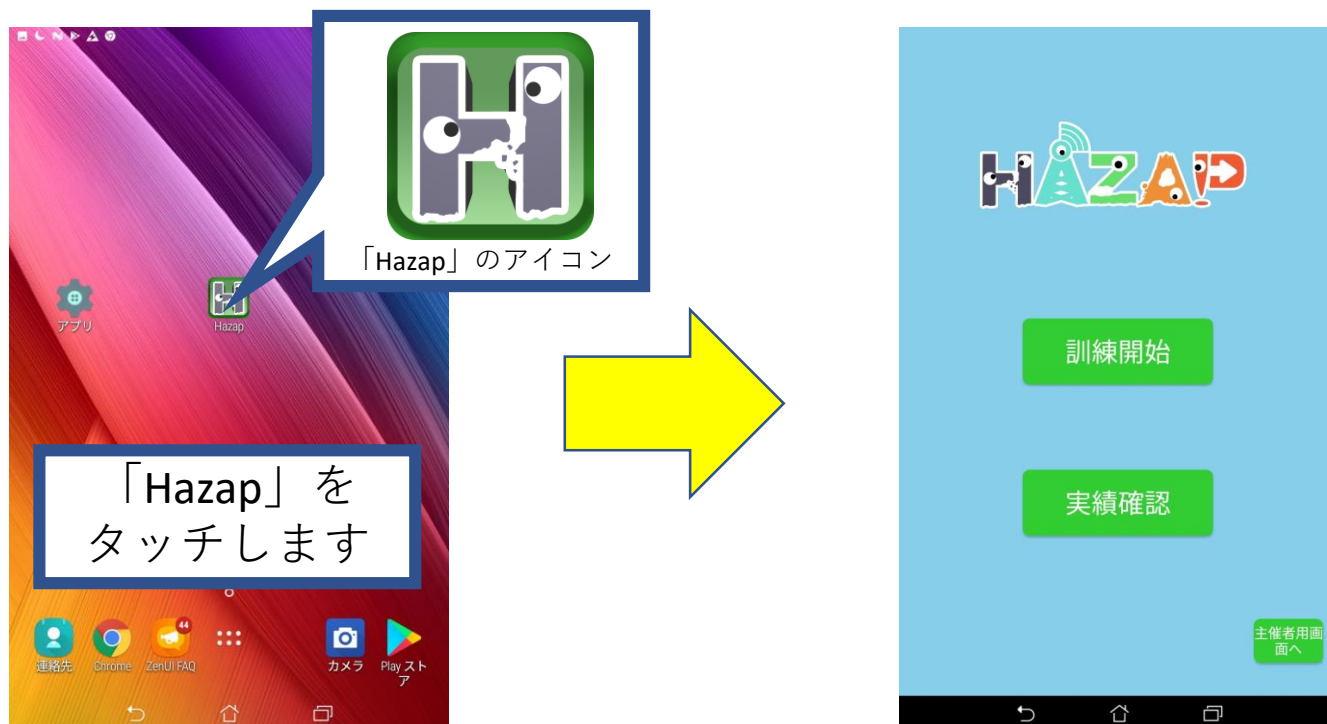 「Hazap」のアイコン
アプリ
Hazap
「Hazap」を
タッチします
44
連絡先
Chrome
ZenUI FAQ
カメラ
Play スト
ア
HAZAP
訓練開始
実績確認
主催者用画
面へ